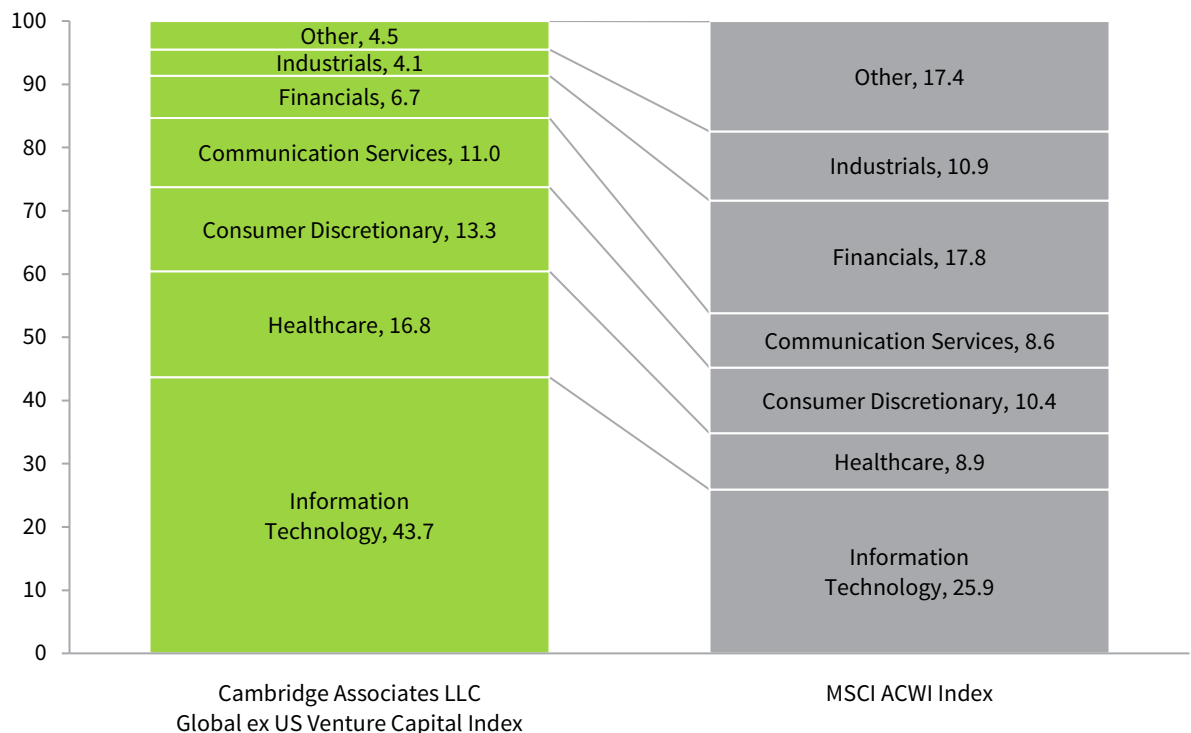 100
90
80
70
60
50
40
30
20
10
0
Other, 4.5
Industrials, 4.1
Financials, 6.7
Communication Services, 11.0
Consumer Discretionary, 13.3
Healthcare, 16.8
Information
Technology, 43.7
Other, 17.4
Industrials, 10.9
Financials, 17.8
Communication Services, 8.6
Consumer Discretionary, 10.4
Healthcare, 8.9
Information
Technology, 25.9
Cambridge Associates LLC
Global ex US Venture Capital Index
MSCI ACWI Index